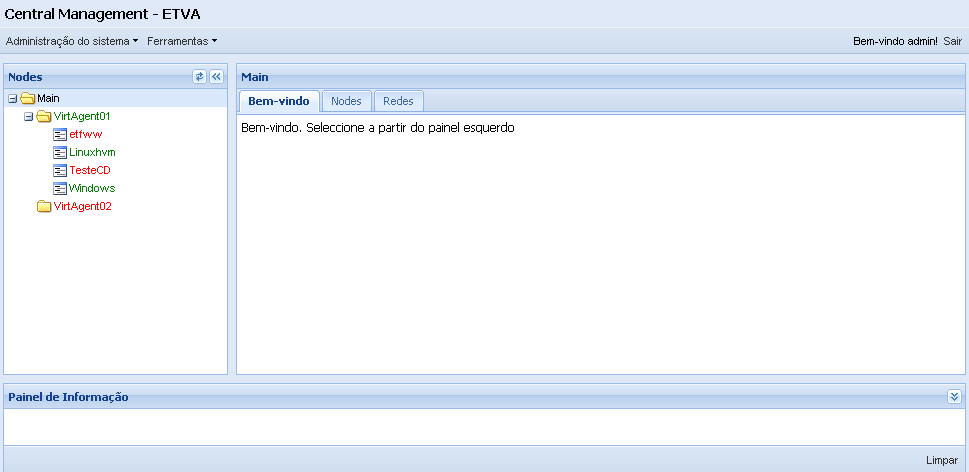 Central Management - ETVA
Administração do sistema Ferramentas Bem-vindo admin! Sair
Nodes
Main
VirtAgent01
etfwv
Linuxhvm
TesteCD
Windows
VirtAgent02
Main
Bem-vindo Nodes Redes
Bem-vindo. Seleccione a partir do painel esquerdo
Painel de Informação
Limpar